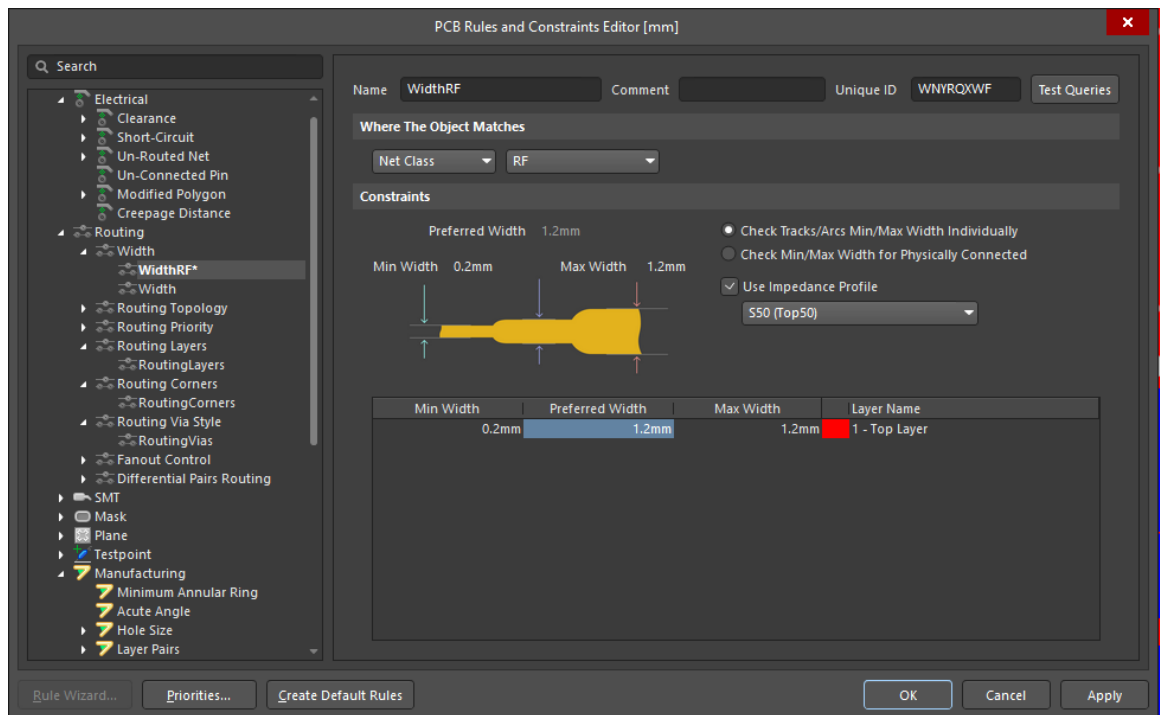 PCB Rules and Constraints Editor [mm]
Search
Electrical
Clearance
Short-Circuit
Un-Routed Net
Un-Connected Pin
Modified Polygon
Creepage Distance
Routing
Width
WidthRF*
Width
Routing Topology
Routing Priority
Routing Layers
RoutingLayers
Routing Corners
RoutingCorners
Routing Via Style
RoutingVias
Fanout Control
Differential Pairs Routing
SMT
Mask
Plane
Testpoint
Manufacturing
Minimum Annular Ring
Acute Angle
Hole Size
Layer Pairs
Name WidthRF Comment Unique ID WNYRQXWF Test Queries
Where The Object Matches
Net Class RF
Constraints
Preferred Width 1.2mm
Min Width 0.2mm Max Width 1.2mm
Check Tracks/Arcs Min/Max Width Individually
Check Min/Max Width for Physically Connected
Use Impedance Profile
S50 (Top50)
Min Width Preferred Width Max Width Layer Name
0.2mm 1.2mm 1.2mm 1 - Top Layer
Rule Wizard... Priorities... Create Default Rules OK Cancel Apply